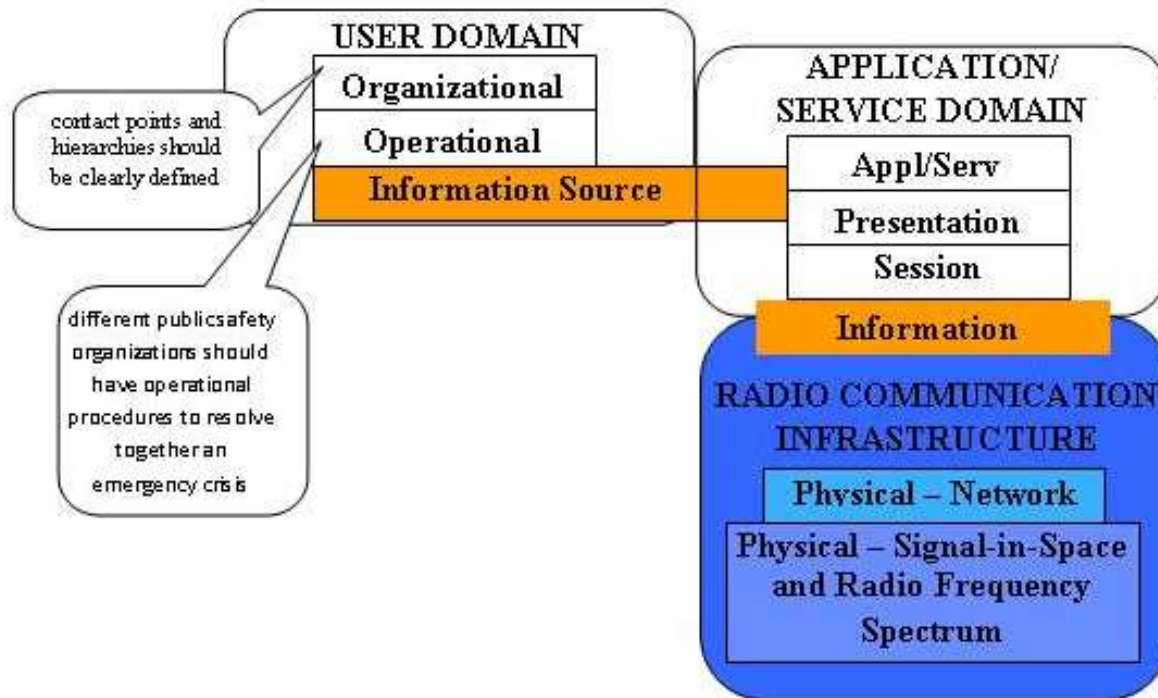 USER DOMAIN
Organizational
Operational
Information Source
contact points and
hierarchies should
be clearly defined
different publicsafety
organizations should
have operational
procedures to resolve
together an
emergency crisis
APPLICATION/
SERVICE DOMAIN
Appl/Serv
Presentation
Session
Information
RADIO COMMUNICATION
INFRASTRUCTURE
Physical – Network
Physical – Signal-in-Space
and Radio Frequency
Spectrum